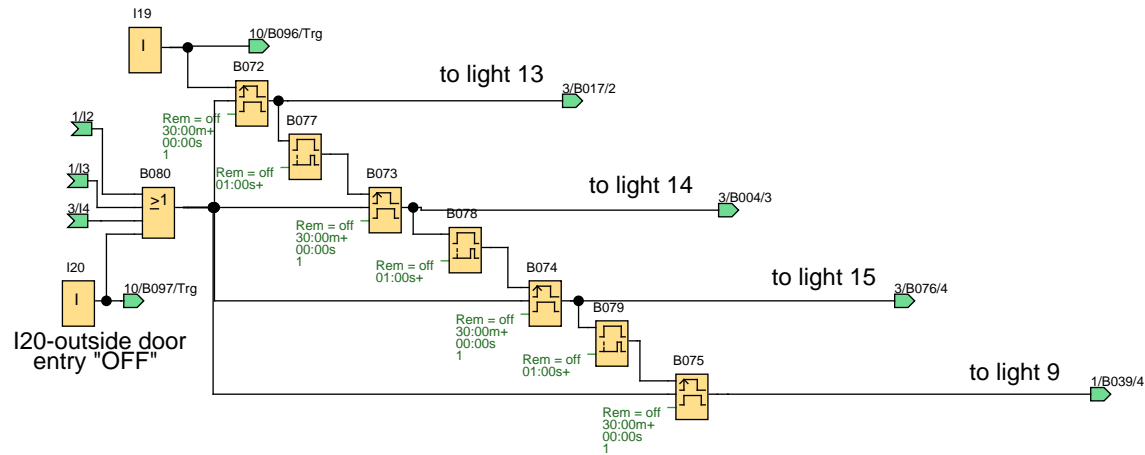 I19
I
10/B096/Trg
B072
to light 13
3/B017/2
Rem = off
30:00m+
00:00s
1
B077
Rem = off
01:00s+
1/I2
1/I3
3/I4
B080
≥1
B073
to light 14
3/B004/3
Rem = off
30:00m+
00:00s
1
B078
Rem = off
01:00s+
I20
I
10/B097/Trg
I20-outside door
entry "OFF"
B074
to light 15
3/B076/4
Rem = off
30:00m+
00:00s
1
B079
Rem = off
01:00s+
B075
to light 9
1/B039/4
Rem = off
30:00m+
00:00s
1